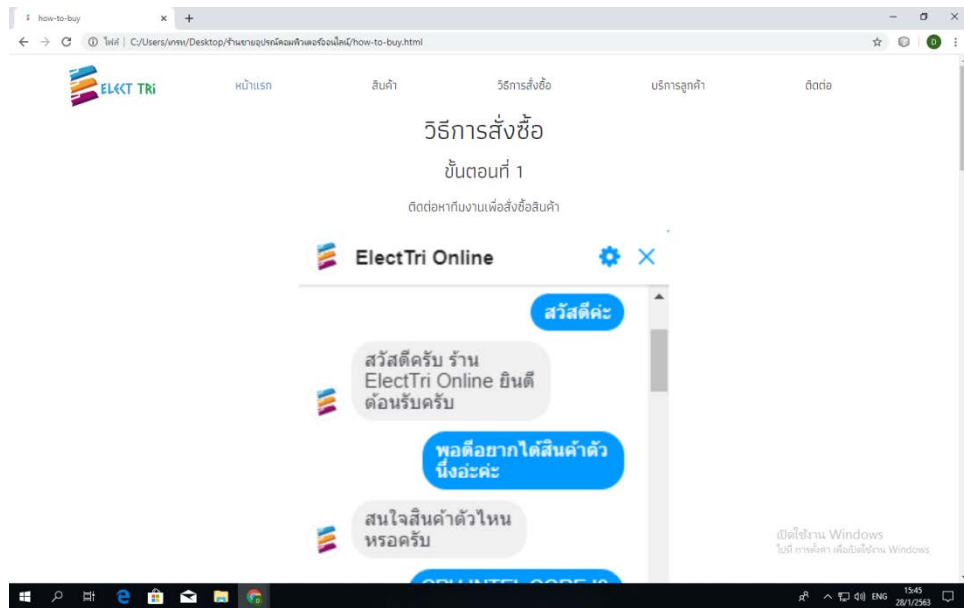 how-to-buy
ไฟล์ | C:/Users/เกรท/Desktop/ร้านขายอุปรณ์คอมพิวเตอร์ออนไลน์/how-to-buy.html
D
ELECT TRi
หน้าแรก
สินค้า
วิธีการสั่งซื้อ
บริการลูกค้า
ติดต่อ
วิธีการสั่งซื้อ
ขั้นตอนที่ 1
ติดต่อหาทีมงานเพื่อสั่งซื้อสินค้า
ElectTri Online
สวัสดีค่ะ
สวัสดีครับ ร้าน
ElectTri Online ยินดี
ต้อนรับครับ
พอดีอยากได้สินค้าตัว
นึ่งอ่ะค่ะ
สนใจสินค้าตัวไหน
หรอครับ
CPU INTEL CORE I9
เปิดใช้งาน Windows
ไปที่ การตั้งค่า เพื่อเปิดใช้งาน Windows
ENG
15:45
28/1/2563